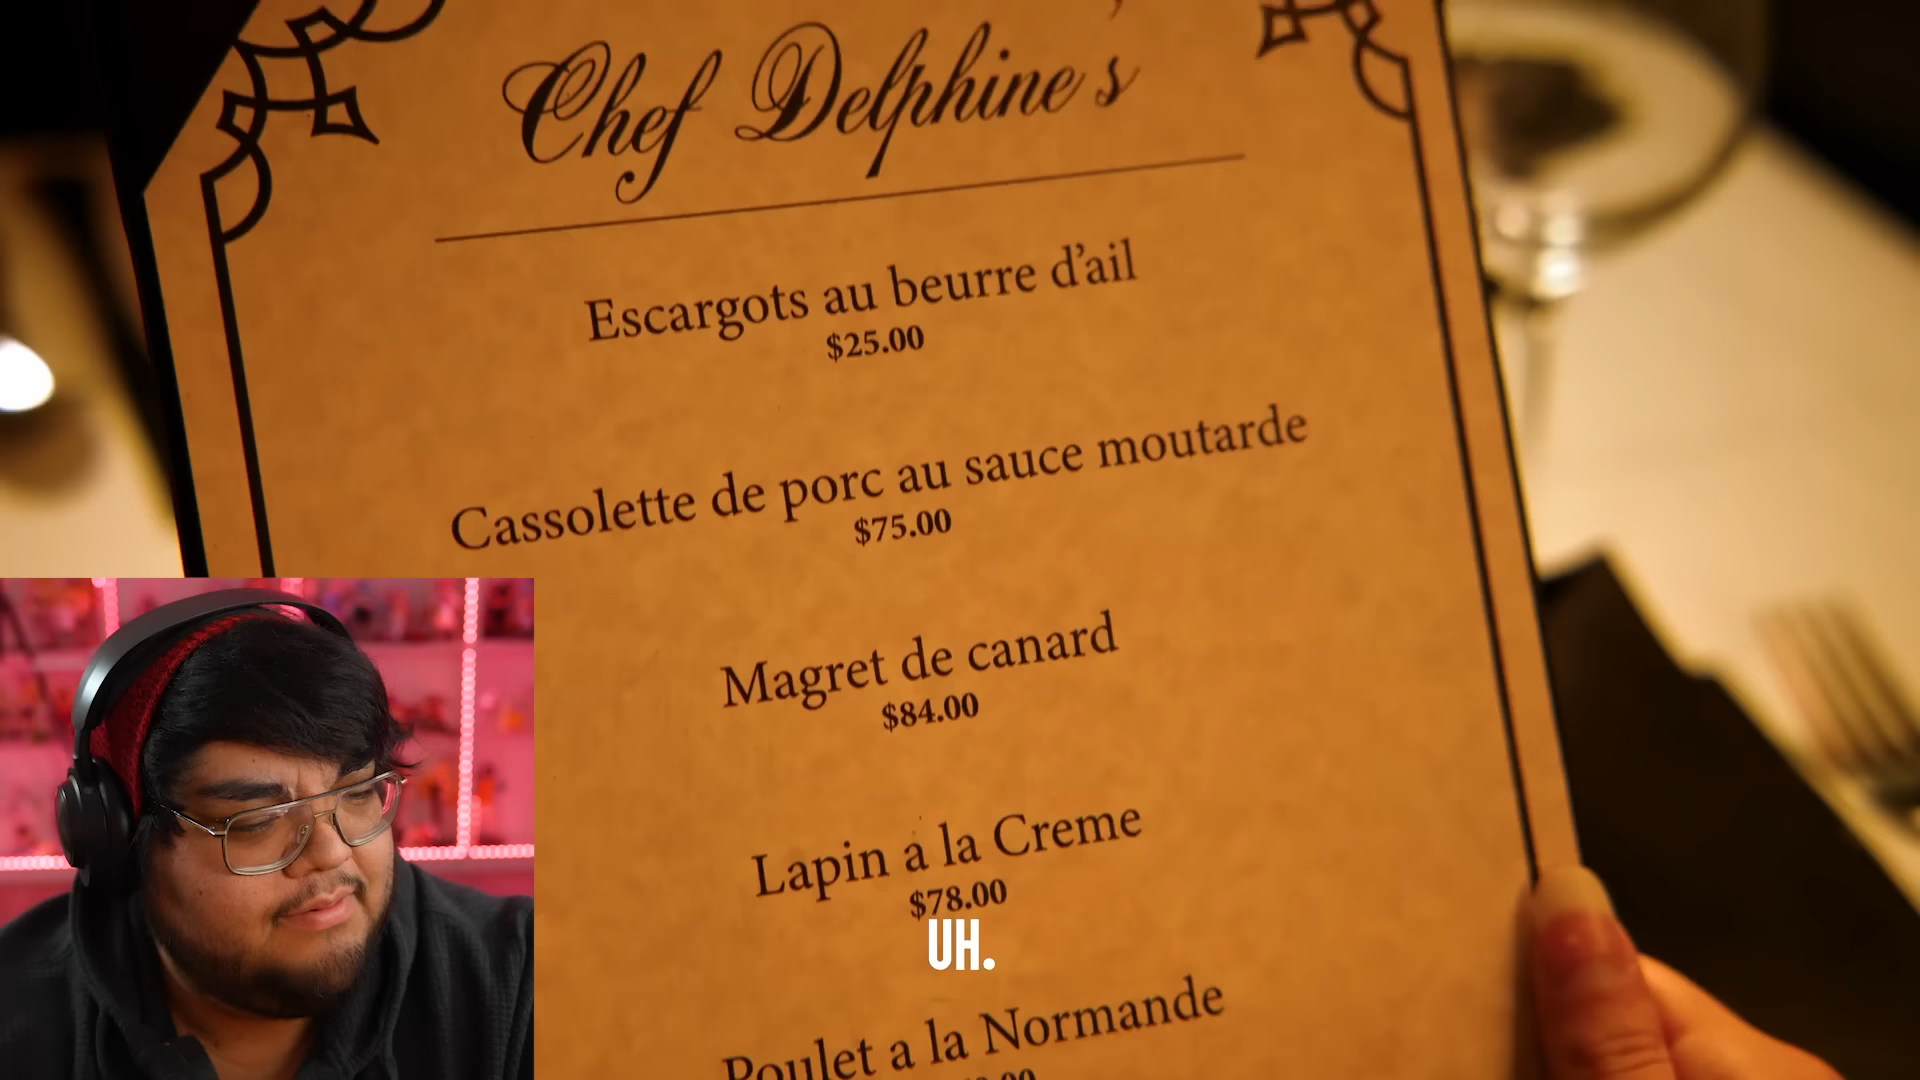 Chef Delphine's
Escargots au beurre d'ail
$25.00
Cassolette de porc au sauce moutarde
$75.00
Magret de canard
$84.00
Lapin a la Creme
$78.00
UH.
Poulet a la Normande